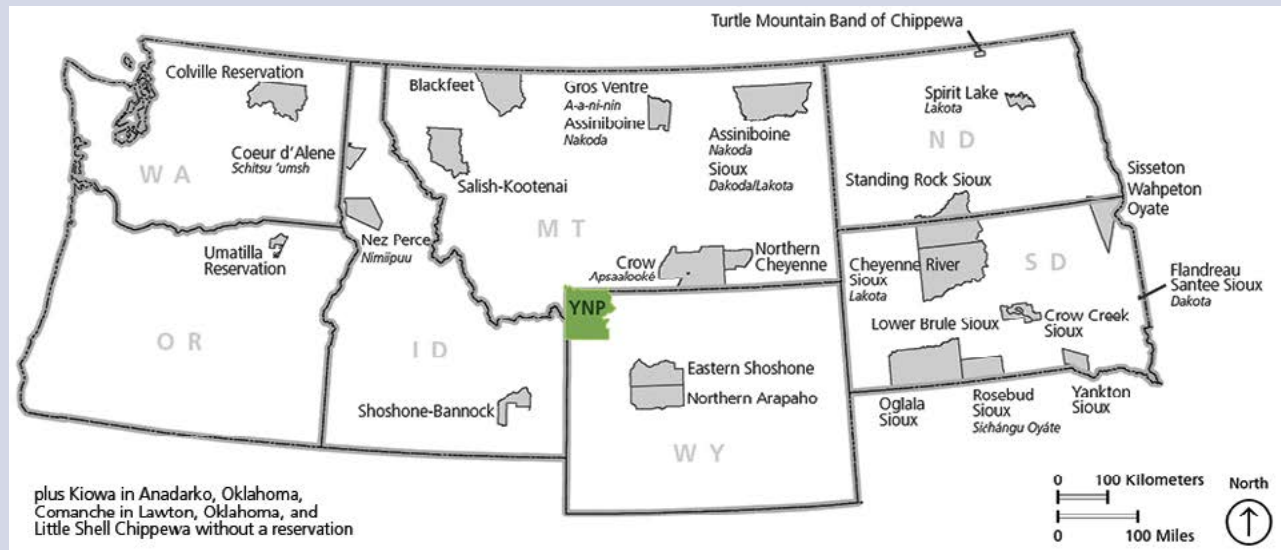 Turtle Mountain Band of Chippewa
Colville Reservation
Blackfeet
Gros Ventre
A-a-ni-nin
Assiniboine
Nakoda
Assiniboine
Nakoda
Sioux
Dakoda/Lakota
Spirit Lake
Lakota
N D
Coeur d'Alene
Schitsu 'umsh
W A
Salish-Kootenai
Standing Rock Sioux
Sisseton
Wahpeton
Oyate
Umatilla
Reservation
Nez Perce
Nimiipuu
M T
Crow
Apsaalooké
Northern
Cheyenne
Cheyenne River
Sioux
Lakota
S D
Flandreau
Santee Sioux
Dakota
YNP
Lower Brule Sioux
Crow Creek
Sioux
O R
I D
Eastern Shoshone
Northern Arapaho
Shoshone-Bannock
Oglala
Sioux
Rosebud
Sioux
Sichángu Oyáte
Yankton
Sioux
W Y
plus Kiowa in Anadarko, Oklahoma,
Comanche in Lawton, Oklahoma, and
Little Shell Chippewa without a reservation
0 100 Kilometers
0 100 Miles
North